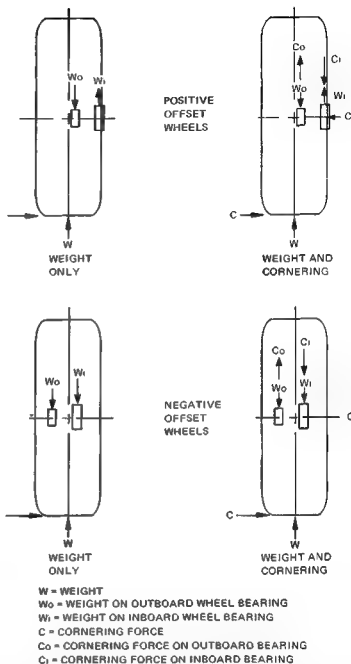 Wo
Wi
Co
Ci
Wo
Wi
C
C
POSITIVE
OFFSET
WHEELS
W
WEIGHT
ONLY
W
WEIGHT AND
CORNERING
Wo
Wi
Co
Ci
Wo
Wi
C
C
NEGATIVE
OFFSET
WHEELS
W
WEIGHT
ONLY
W
WEIGHT AND
CORNERING
W = WEIGHT
Wo = WEIGHT ON OUTBOARD WHEEL BEARING
Wi = WEIGHT ON INBOARD WHEEL BEARING
C = CORNERING FORCE
Co = CORNERING FORCE ON OUTBOARD BEARING
Ci = CORNERING FORCE ON INBOARD BEARING